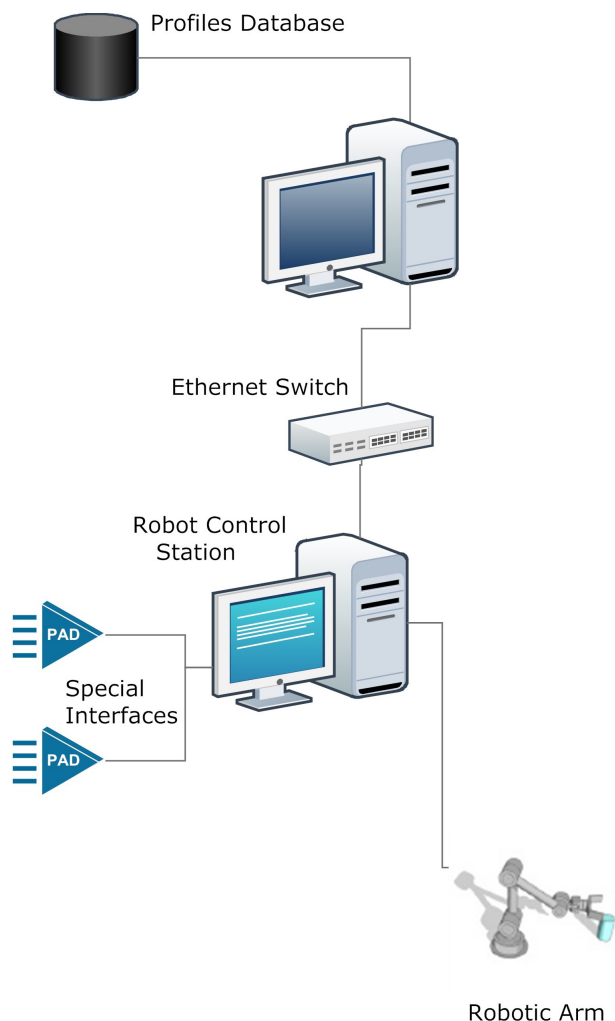 Profiles Database
Ethernet Switch
Robot Control
Station
PAD
Special
Interfaces
PAD
Robotic Arm